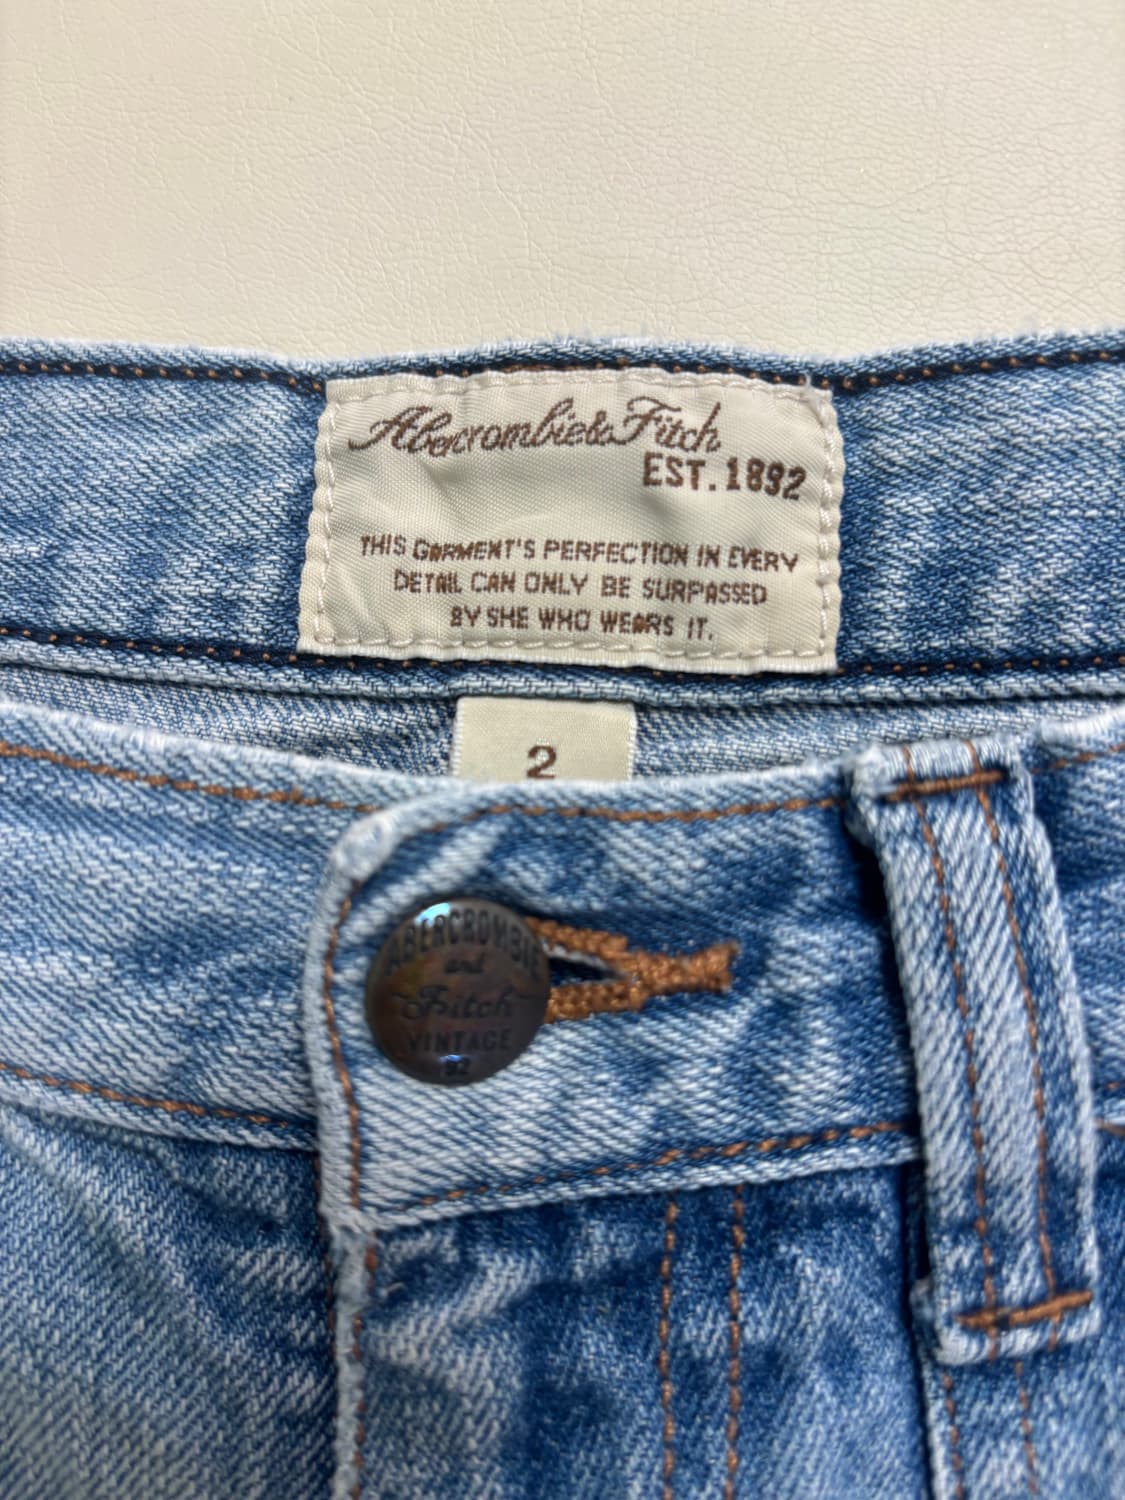 Abercrombie & Fitch
EST. 1892
THIS GARMENT'S PERFECTION IN EVERY
DETAIL CAN ONLY BE SURPASSED
BY SHE WHO WEARS IT.
2
ABERCROMBIE
and
Fitch
VINTAGE
92